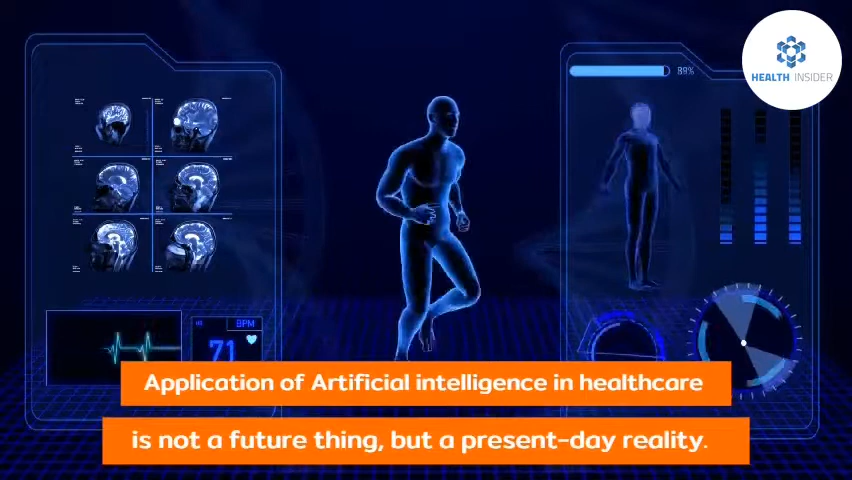 HEALTH INSIDER
89%
BPM
71
Application of Artificial intelligence in healthcare
is not a future thing, but a present-day reality.